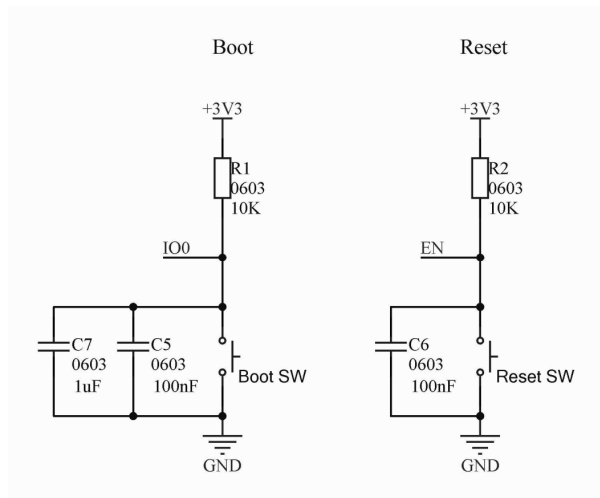 Boot
Reset
+3V3
+3V3
R1
0603
10K
R2
0603
10K
IO0
EN
C7
0603
1uF
C5
0603
100nF
Boot SW
C6
0603
100nF
Reset SW
GND
GND